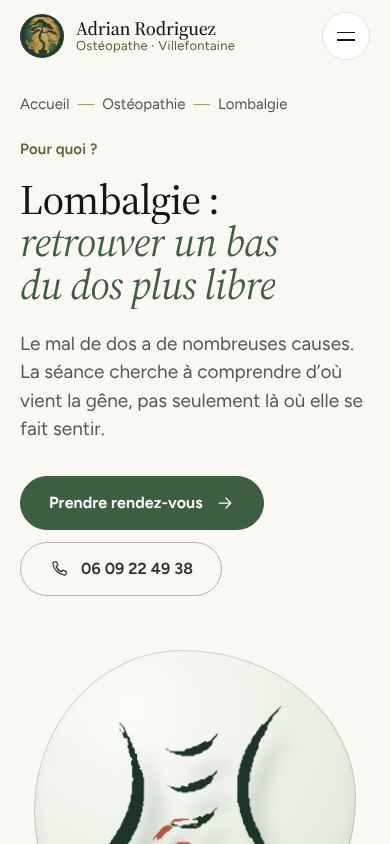 Adrian Rodriguez
Ostéopathe · Villefontaine
Accueil — Ostéopathie — Lombalgie
Pour quoi ?
Lombalgie :
retrouver un bas
du dos plus libre
Le mal de dos a de nombreuses causes.
La séance cherche à comprendre d’où
vient la gêne, pas seulement là où elle se
fait sentir.
Prendre rendez-vous →
06 09 22 49 38